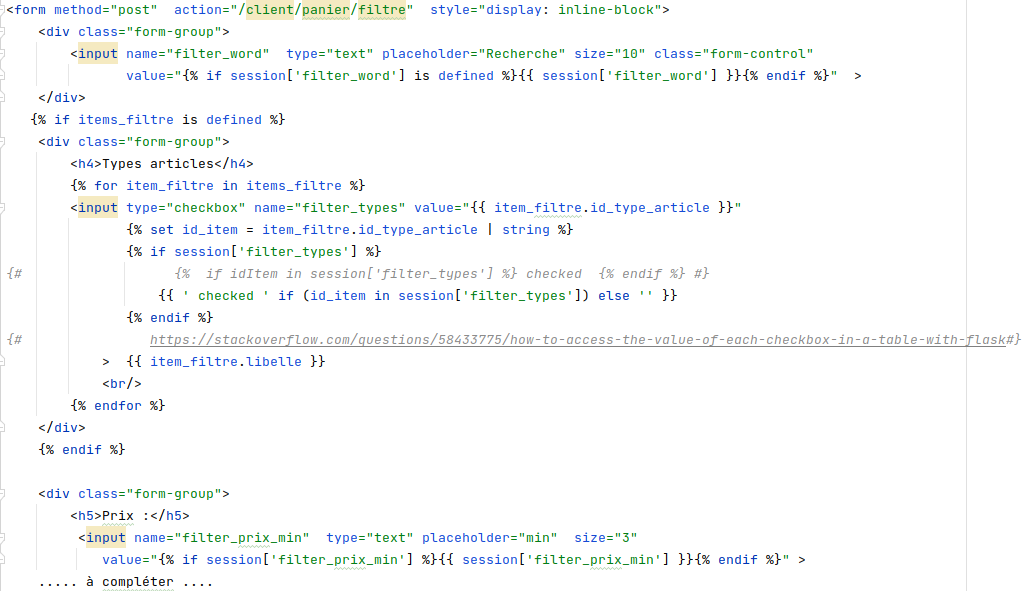 <form method="post"  action="/client/panier/filtre"  style="display: inline-block">
    <div class="form-group">
        <input name="filter_word"  type="text" placeholder="Recherche" size="10" class="form-control"
               value="{% if session['filter_word'] is defined %}{{ session['filter_word'] }}{% endif %}"  >
    </div>
   {% if items_filtre is defined %}
    <div class="form-group">
        <h4>Types articles</h4>
        {% for item_filtre in items_filtre %}
        <input type="checkbox" name="filter_types" value="{{ item_filtre.id_type_article }}"
               {% set id_item = item_filtre.id_type_article | string %}
               {% if session['filter_types'] %}
{#                   {%  if idItem in session['filter_types'] %} checked  {% endif %} #}
                   {{ ' checked ' if (id_item in session['filter_types']) else '' }}
               {% endif %}
{#                https://stackoverflow.com/questions/58433775/how-to-access-the-value-of-each-checkbox-in-a-table-with-flask#}
            >  {{ item_filtre.libelle }}
            <br/>
        {% endfor %}
    </div>
    {% endif %}

    <div class="form-group">
        <h5>Prix :</h5>
         <input name="filter_prix_min"  type="text" placeholder="min"  size="3"
            value="{% if session['filter_prix_min'] %}{{ session['filter_prix_min'] }}{% endif %}" >
    ..... à compléter ....